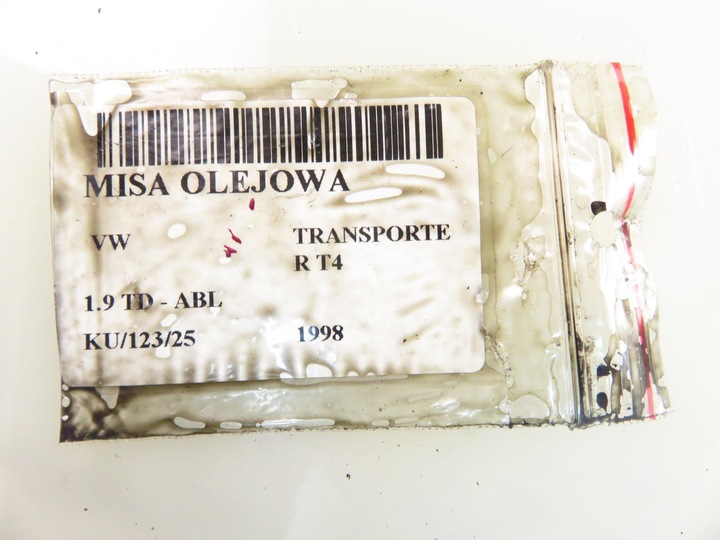 MISA OLEJOWA
VW
TRANSPORTE
R T4
1.9 TD - ABL
KU/123/25
1998